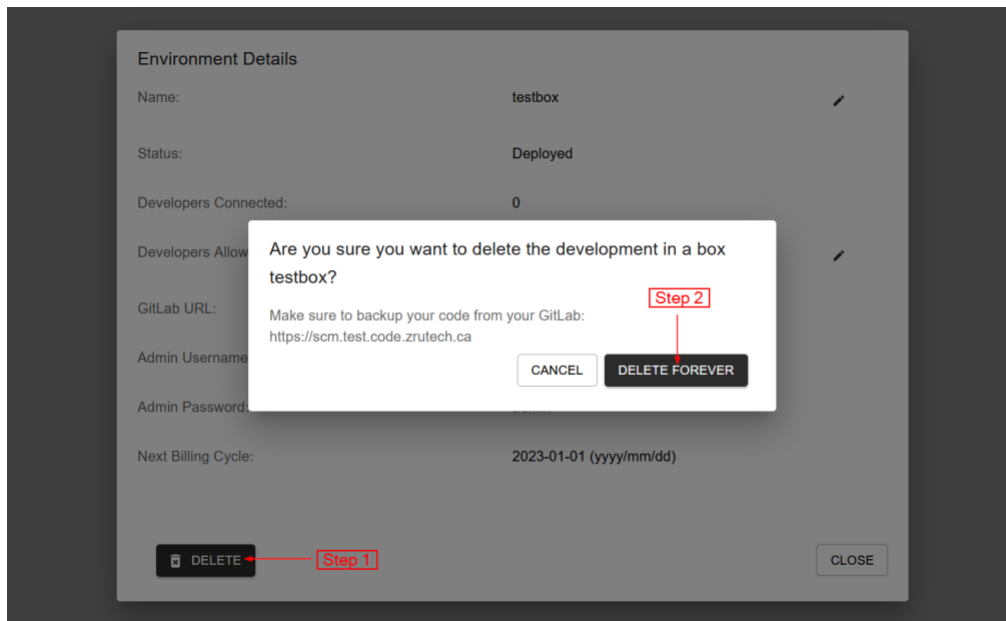 Environment Details
Name: testbox
Status: Deployed
Developers Connected: 0
Developers Allow
Are you sure you want to delete the development in a box
testbox?
Step 2
GitLab URL:
Make sure to backup your code from your GitLab:
https://scm.test.code.zrutech.ca
Admin Username
CANCEL DELETE FOREVER
Admin Password:
Next Billing Cycle: 2023-01-01 (yyyy/mm/dd)
DELETE Step 1 CLOSE